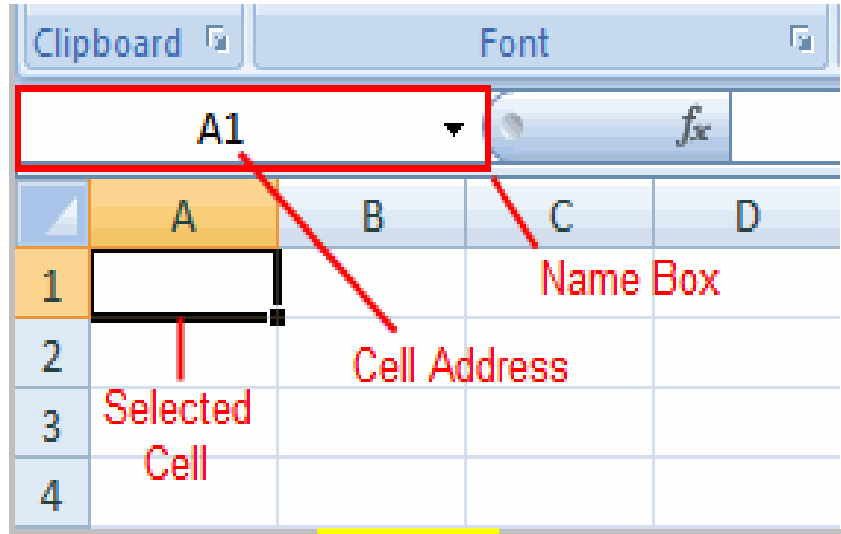 Clipboard Font
A1 fx
A B C D
1
Name Box
2
Cell Address
Selected
Cell
3
4